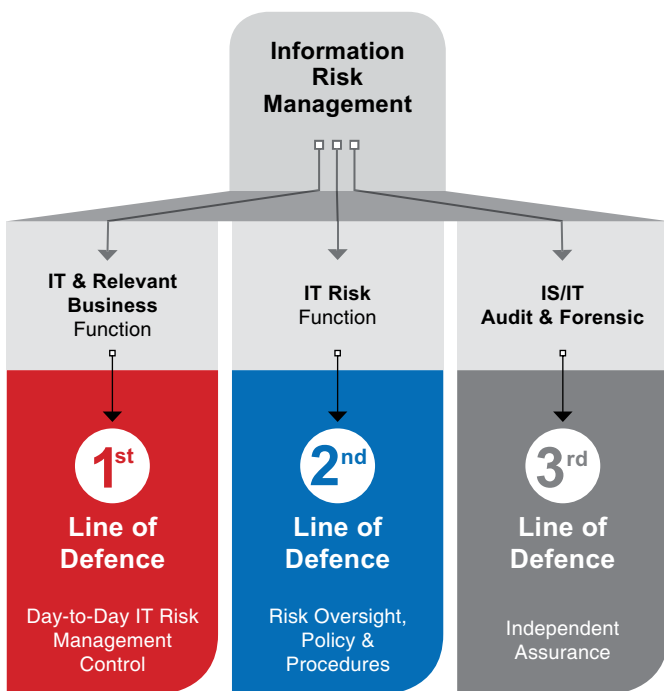 Information
Risk
Management
IT & Relevant
Business
Function
IT Risk
Function
IS/IT
Audit & Forensic
1st
Line of
Defence
Day-to-Day IT Risk
Management
Control
2nd
Line of
Defence
Risk Oversight,
Policy &
Procedures
3rd
Line of
Defence
Independent
Assurance